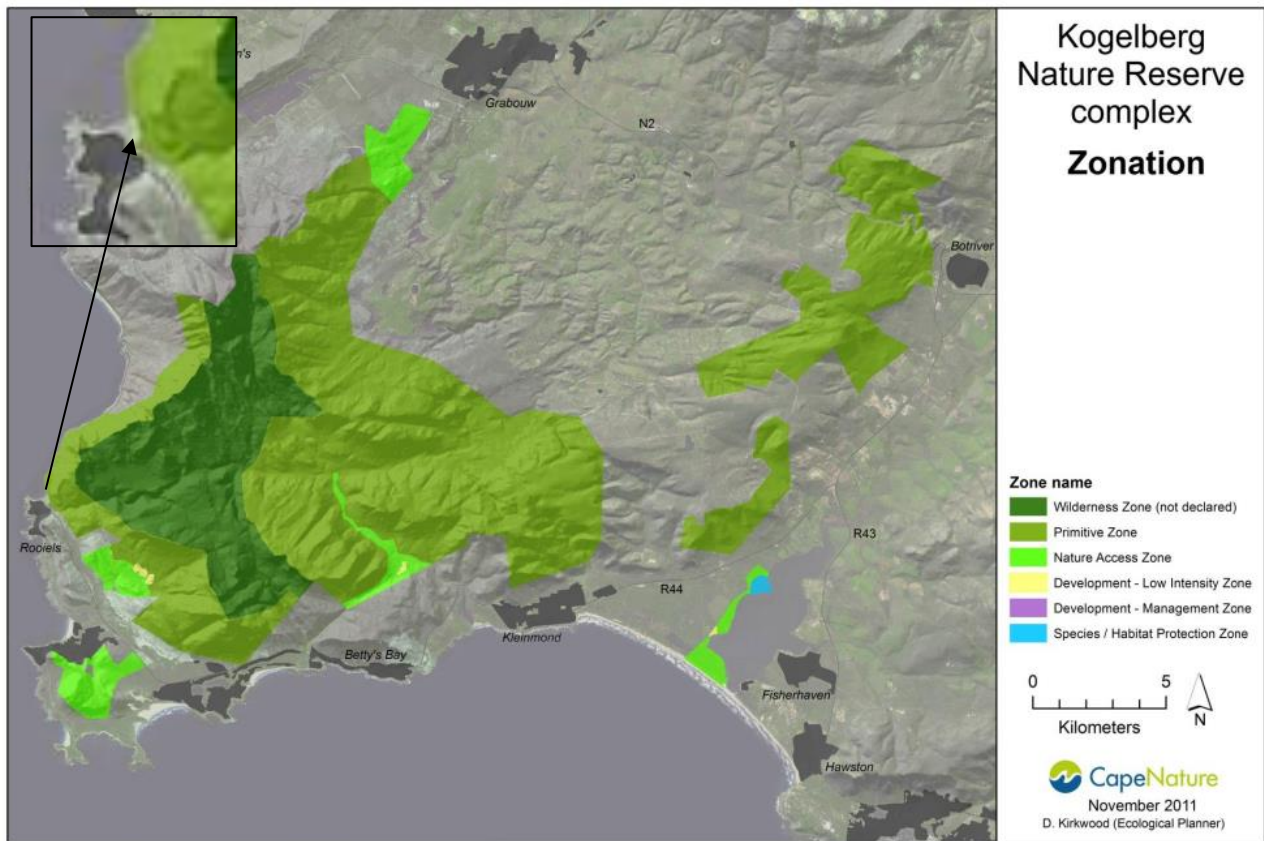 Kogelberg
Nature Reserve
complex
Zonation
n's
Grabouw
N2
Botriver
Rooiels
R43
R44
Kleinmond
Betty's Bay
Fisherhaven
Hawston
Zone name
Wilderness Zone (not declared)
Primitive Zone
Nature Access Zone
Development - Low Intensity Zone
Development - Management Zone
Species / Habitat Protection Zone
0 5
Kilometers
N
CapeNature
November 2011
D. Kirkwood (Ecological Planner)